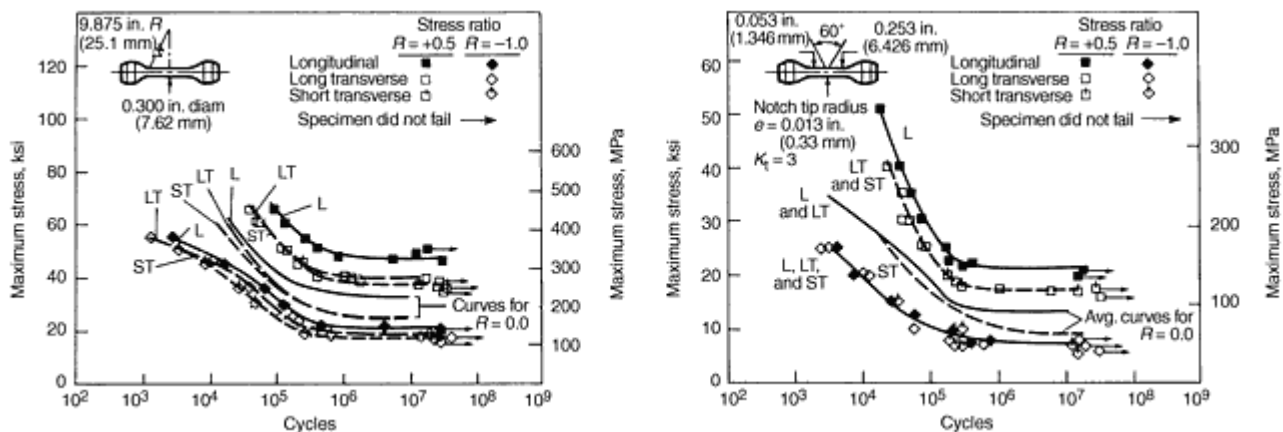 9.875 in. R
(25.1 mm)
0.300 in. diam
(7.62 mm)
Stress ratio
R = +0.5 R = −1.0
Longitudinal
Long transverse
Short transverse
Specimen did not fail
Maximum stress, ksi
120
100
80
60
40
20
0
LT
ST
LT
L
LT
L
ST
LT
L
ST
Curves for
R = 0.0
600
500
400
300
200
100
Maximum stress, MPa
10² 10³ 10⁴ 10⁵ 10⁶ 10⁷ 10⁸ 10⁹
Cycles
0.053 in.
(1.346 mm)
60°
0.253 in.
(6.426 mm)
Notch tip radius
e = 0.013 in.
(0.33 mm)
Kt = 3
Stress ratio
R = +0.5 R = −1.0
Longitudinal
Long transverse
Short transverse
Specimen did not fail
Maximum stress, ksi
60
50
40
30
20
10
0
L
LT
and ST
L
and LT
L, LT,
and ST
ST
Avg. curves for
R = 0.0
300
200
100
Maximum stress, MPa
10² 10³ 10⁴ 10⁵ 10⁶ 10⁷ 10⁸ 10⁹
Cycles